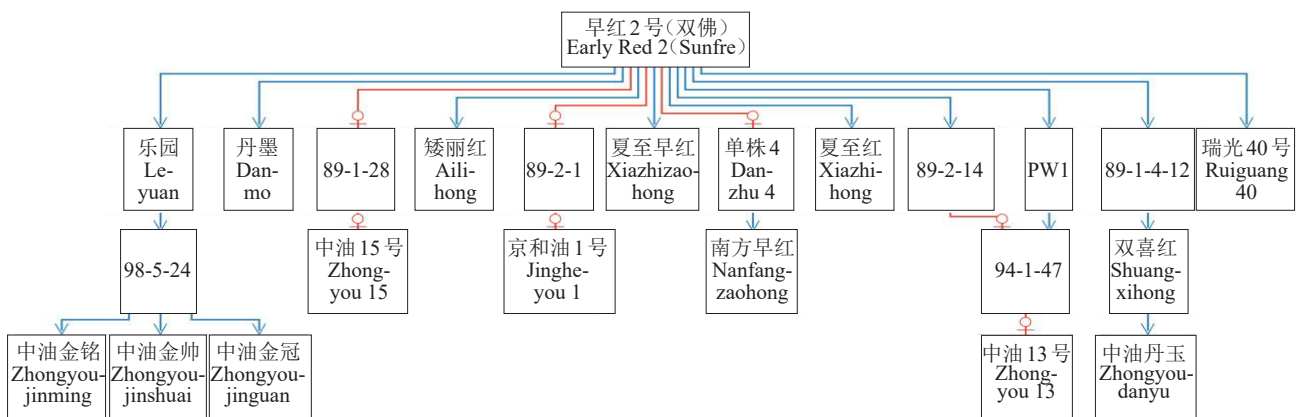 早红2号（双佛）
Early Red 2（Sunfre）
乐园
Le-
yuan
丹墨
Dan-
mo
89-1-28
矮丽红
Aili-
hong
89-2-1
夏至早红
Xiazhizao-
hong
单株4
Dan-
zhu 4
夏至红
Xiazhi-
hong
89-2-14
PW1
89-1-4-12
瑞光40号
Ruiguang
40
98-5-24
中油15号
Zhong-
you 15
京和油1号
Jinghe-
you 1
南方早红
Nanfang-
zaohong
94-1-47
双喜红
Shuang-
xihong
中油金铭
Zhongyou-
jinming
中油金帅
Zhongyou-
jinshuai
中油金冠
Zhongyou-
jinguan
中油13号
Zhong-
you 13
中油丹玉
Zhongyou-
danyu